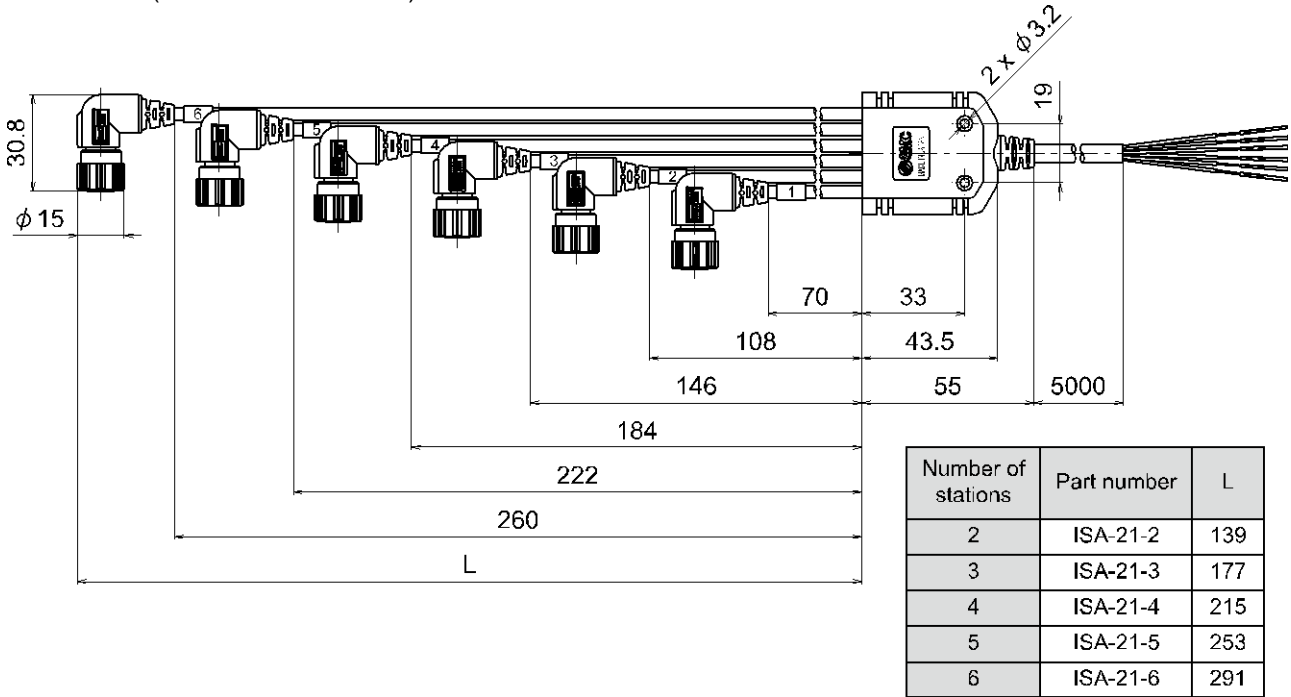 2 x ϕ3.2
30.8
ϕ15
6
5
4
3
2
1
SMC
19
70
33
108
43.5
146
55
5000
184
222
260
L
Number of stations Part number L
2 ISA-21-2 139
3 ISA-21-3 177
4 ISA-21-4 215
5 ISA-21-5 253
6 ISA-21-6 291